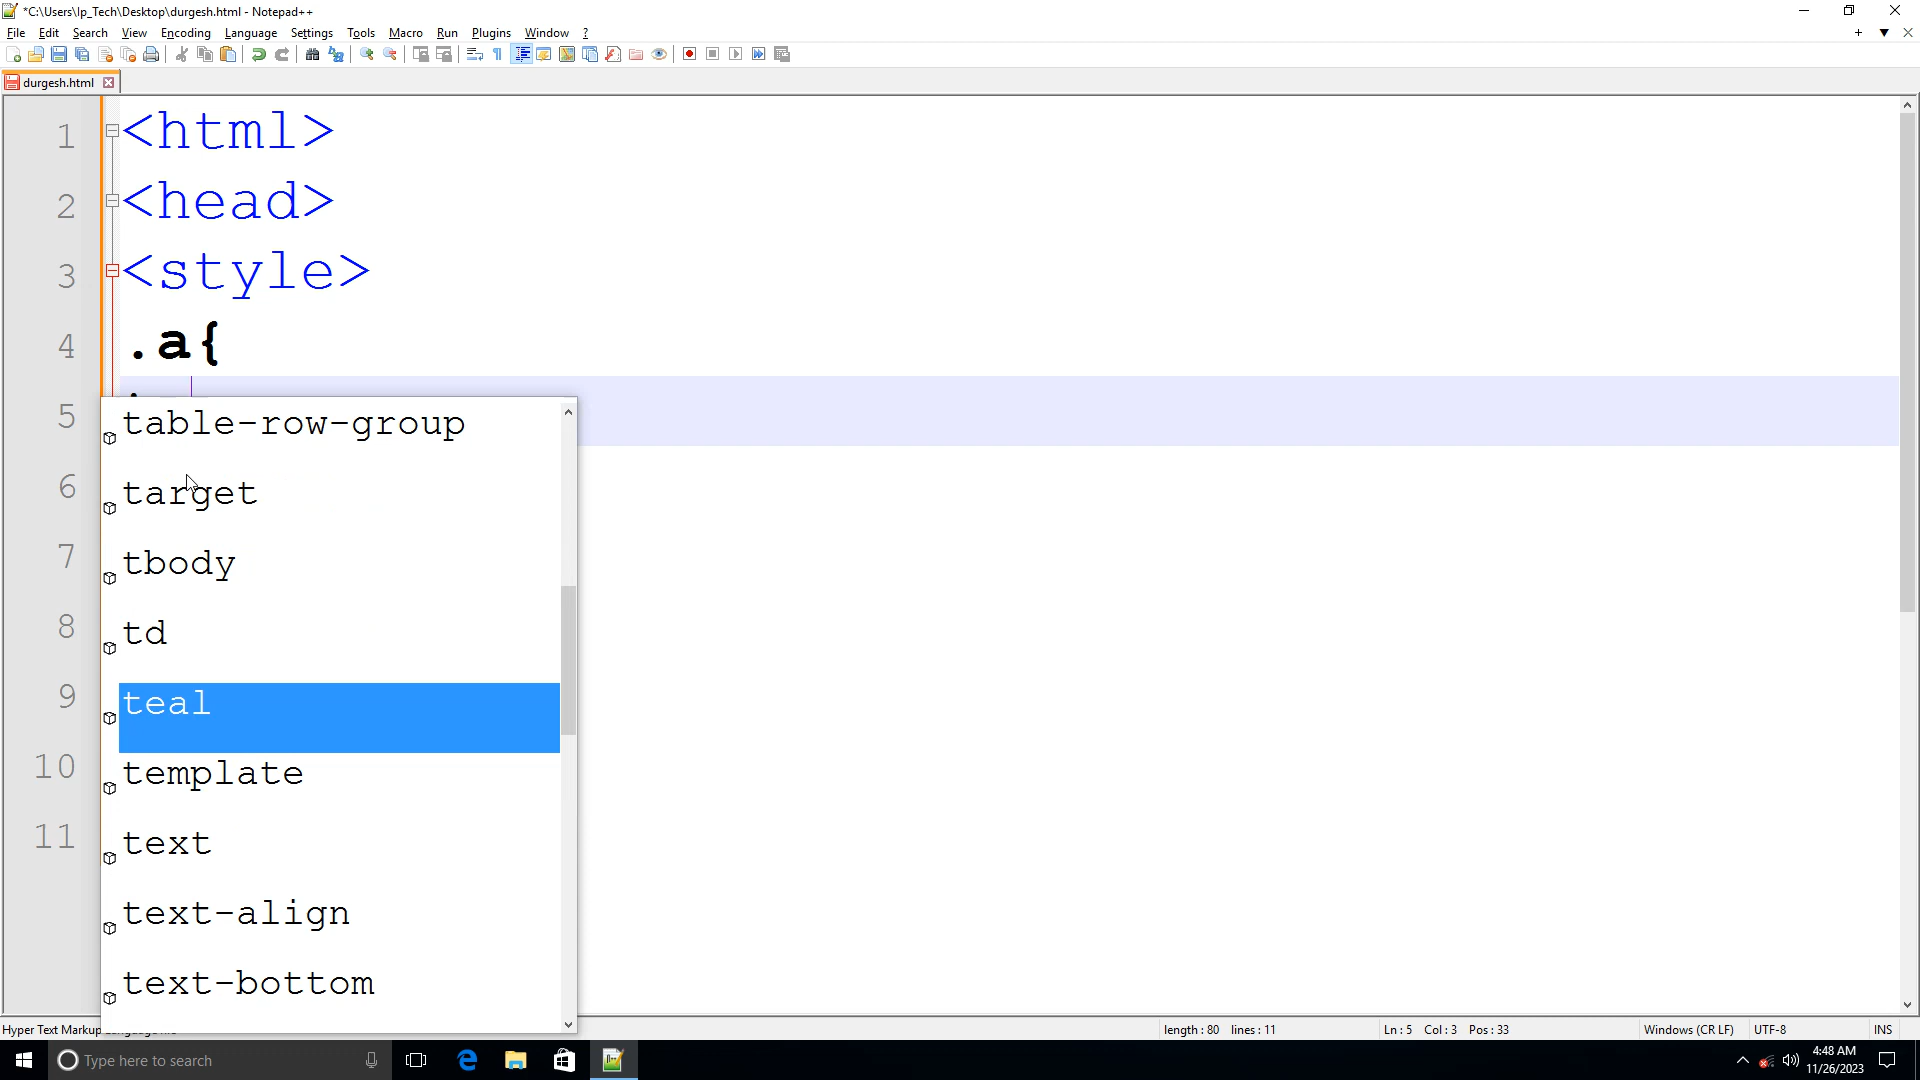 *C:\Users\Ip_Tech\Desktop\durgesh.html - Notepad++
File Edit Search View Encoding Language Settings Tools Macro Run Plugins Window ?
durgesh.html
1 <html>
2 <head>
3 <style>
4 .a{
5
6
7
8
9
10
11
table-row-group
target
tbody
td
teal
template
text
text-align
text-bottom
Hyper Text Markup length : 80 lines : 11 Ln : 5 Col : 3 Pos : 33 Windows (CR LF) UTF-8 INS
Type here to search
4:48 AM
11/26/2023